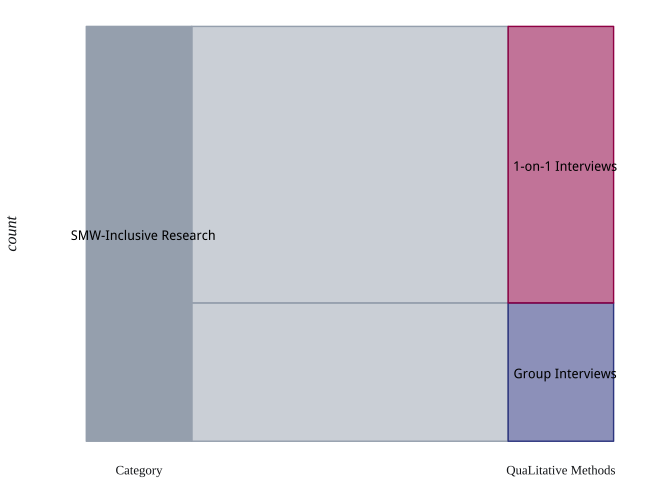 1-on-1 Interviews
SMW-Inclusive Research
count
Group Interviews
Category
QuaLitative Methods